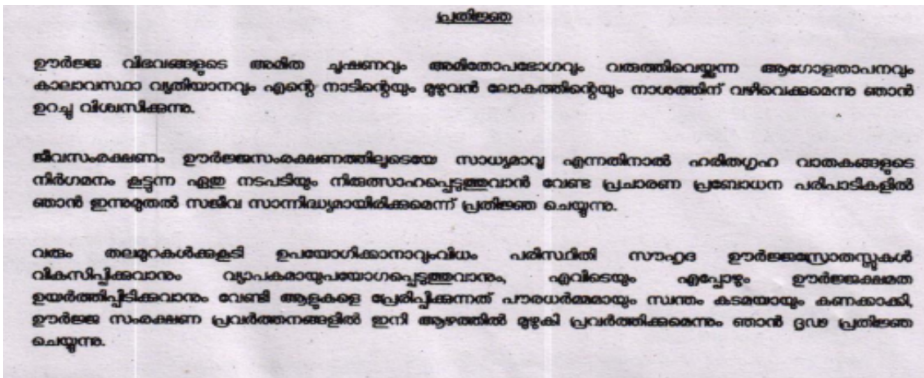 പ്രതിജ്ഞ
ഊർജ്ജ വിഭവങ്ങളുടെ അമിത ചൂഷണവും അമിതോപഭോഗവും വരുത്തിവെയ്ക്കുന്ന ആഗോളതാപനവും
കാലാവസ്ഥാ വ്യതിയാനവും എന്റെ നാടിന്റെയും മുഴുവൻ ലോകത്തിന്റെയും നാശത്തിന് വഴിവെക്കുമെന്നു ഞാൻ
ഉറച്ചു വിശ്വസിക്കുന്നു.
ജീവസംരക്ഷണം ഊർജ്ജസംരക്ഷണത്തിലൂടെയേ സാധ്യമാവൂ എന്നതിനാൽ ഹരിതഗൃഹ വാതകങ്ങളുടെ
നിർഗമനം കൂട്ടുന്ന ഏതു നടപടിയും നിരുത്സാഹപ്പെടുത്തുവാൻ വേണ്ട പ്രചാരണ പ്രബോധന പരിപാടികളിൽ
ഞാൻ ഇന്നുമുതൽ സജീവ സാന്നിദ്ധ്യമായിരിക്കുമെന്ന് പ്രതിജ്ഞ ചെയ്യുന്നു.
വരും തലമുറകൾക്കുകൂടി ഉപയോഗിക്കാനാവുംവിധം പരിസ്ഥിതി സൗഹൃദ ഊർജ്ജസ്രോതസ്സുകൾ
വികസിപ്പിക്കുവാനും വ്യാപകമായുപയോഗപ്പെടുത്തുവാനും, എവിടെയും എപ്പോഴും ഊർജ്ജക്ഷമത
ഉയർത്തിപ്പിടിക്കുവാനും വേണ്ടി ആളുകളെ പ്രേരിപ്പിക്കുന്നത് പൗരധർമ്മമായും സ്വന്തം കടമയായും കണക്കാക്കി,
ഊർജ്ജ സംരക്ഷണ പ്രവർത്തനങ്ങളിൽ ഇനി ആഴത്തിൽ മുഴുകി പ്രവർത്തിക്കുമെന്നും ഞാൻ ദൃഢ പ്രതിജ്ഞ
ചെയ്യുന്നു.